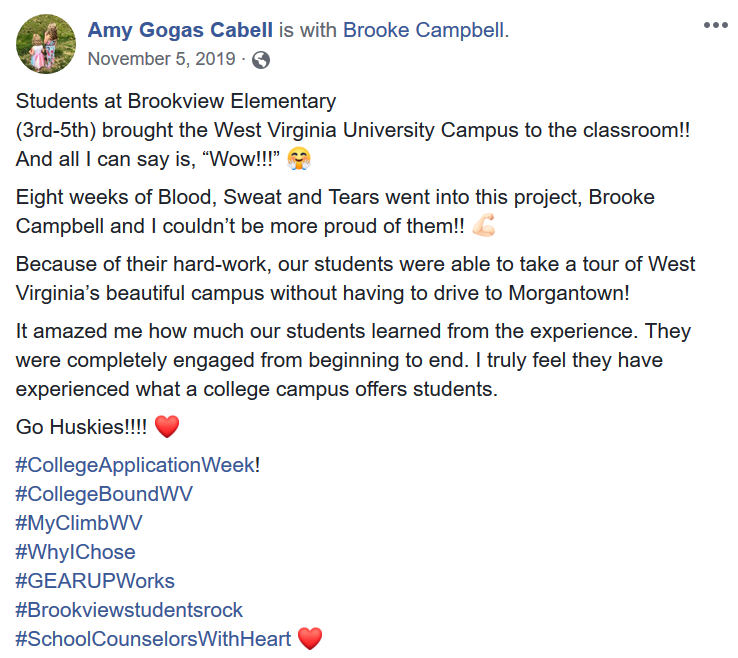 Amy Gogas Cabell is with Brooke Campbell.
November 5, 2019 ·
Students at Brookview Elementary
(3rd-5th) brought the West Virginia University Campus to the classroom!!
And all I can say is, “Wow!!!” 🤗
Eight weeks of Blood, Sweat and Tears went into this project, Brooke
Campbell and I couldn’t be more proud of them!! 💪🏻
Because of their hard-work, our students were able to take a tour of West
Virginia’s beautiful campus without having to drive to Morgantown!
It amazed me how much our students learned from the experience. They
were completely engaged from beginning to end. I truly feel they have
experienced what a college campus offers students.
Go Huskies!!!! ❤️
#CollegeApplicationWeek!
#CollegeBoundWV
#MyClimbWV
#WhyIChose
#GEARUPWorks
#Brookviewstudentsrock
#SchoolCounselorsWithHeart ❤️